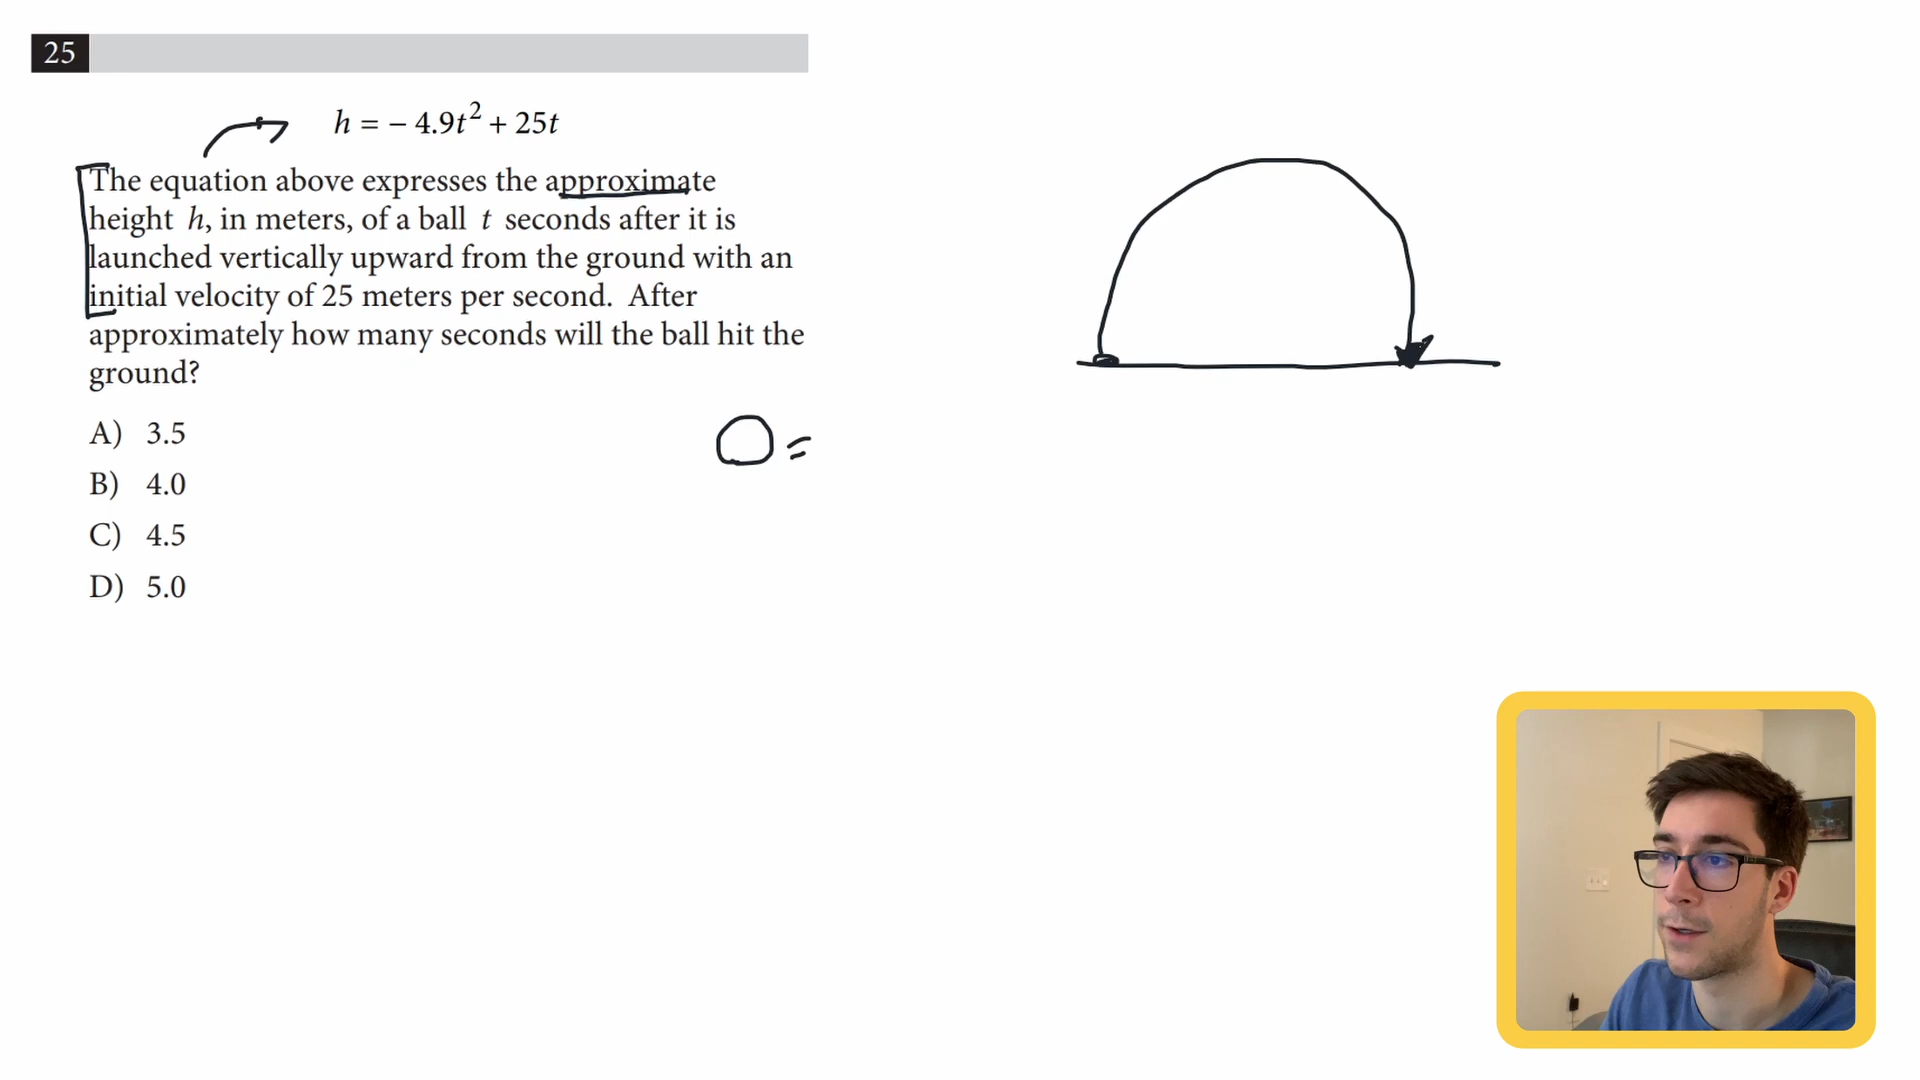 25
h = − 4.9t² + 25t
The equation above expresses the approximate
height h, in meters, of a ball t seconds after it is
launched vertically upward from the ground with an
initial velocity of 25 meters per second. After
approximately how many seconds will the ball hit the
ground?
A) 3.5
B) 4.0
C) 4.5
D) 5.0
0 =